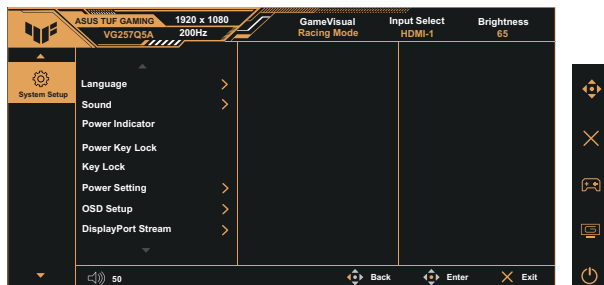 ASUS TUF GAMING
VG257Q5A
1920 x 1080
200Hz
GameVisual
Racing Mode
Input Select
HDMI-1
Brightness
65
System Setup
Language
Sound
Power Indicator
Power Key Lock
Key Lock
Power Setting
OSD Setup
DisplayPort Stream
50
Back
Enter
Exit